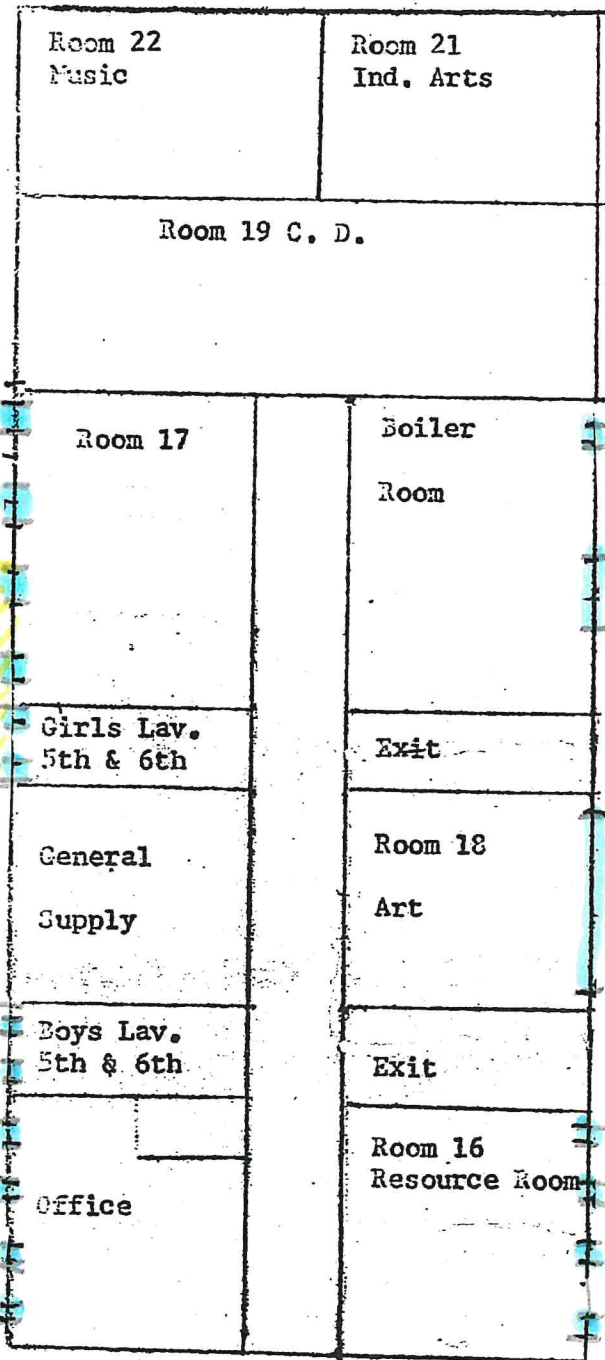 Room 22
Music
Room 21
Ind. Arts
Room 19 C. D.
Room 17
Boiler
Room
Girls Lav.
5th & 6th
Exit
General
Supply
Room 18
Art
Boys Lav.
5th & 6th
Exit
Office
Room 16
Resource Room